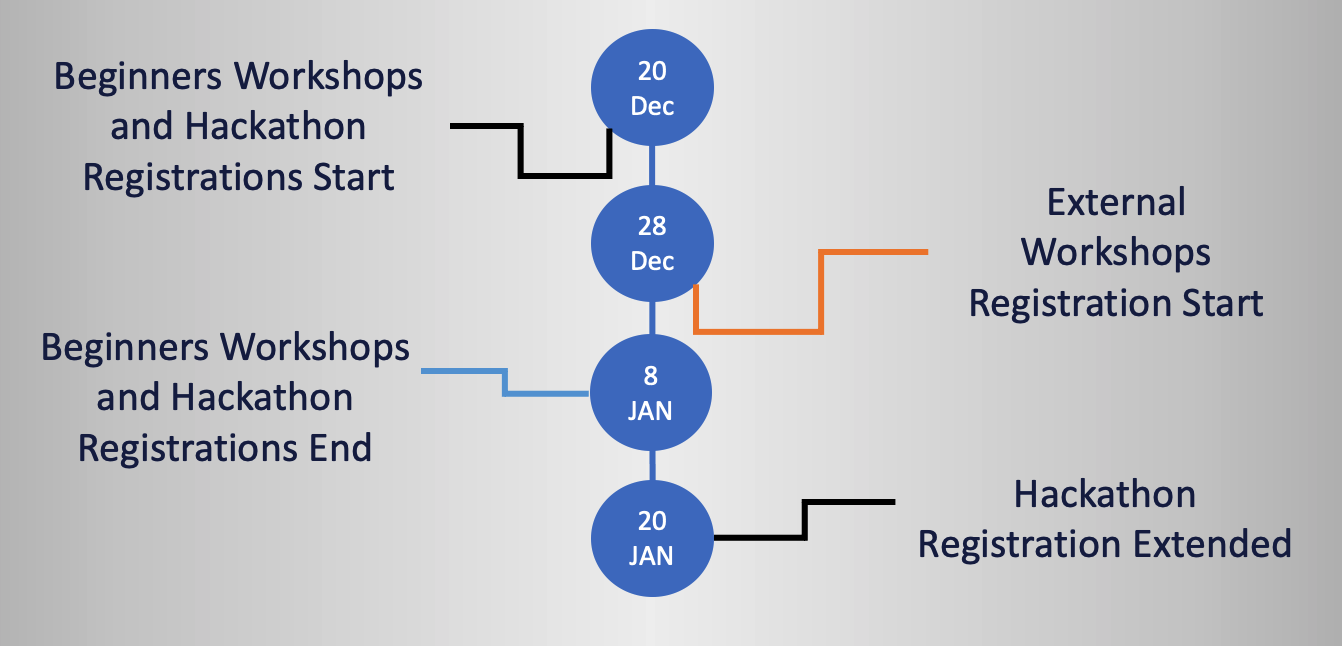 Beginners Workshops
and Hackathon
Registrations Start
20
Dec
28
Dec
External
Workshops
Registration Start
Beginners Workshops
and Hackathon
Registrations End
8
JAN
20
JAN
Hackathon
Registration Extended